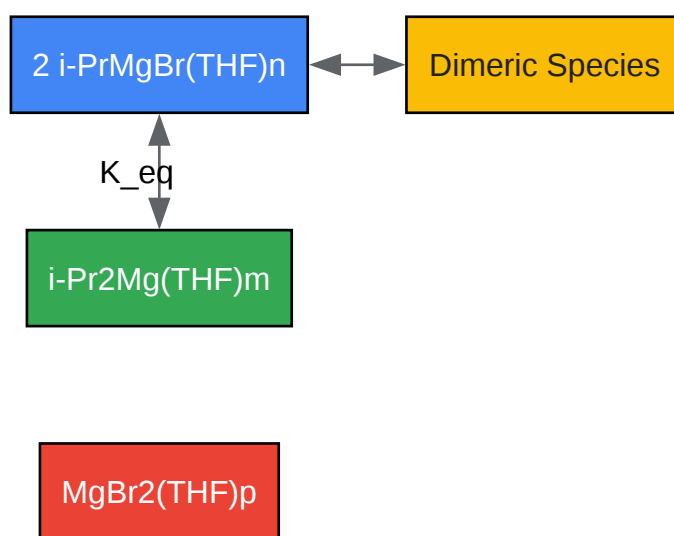 2 i-PrMgBr(THF)n
Dimeric Species
K_eq
i-Pr2Mg(THF)m
MgBr2(THF)p